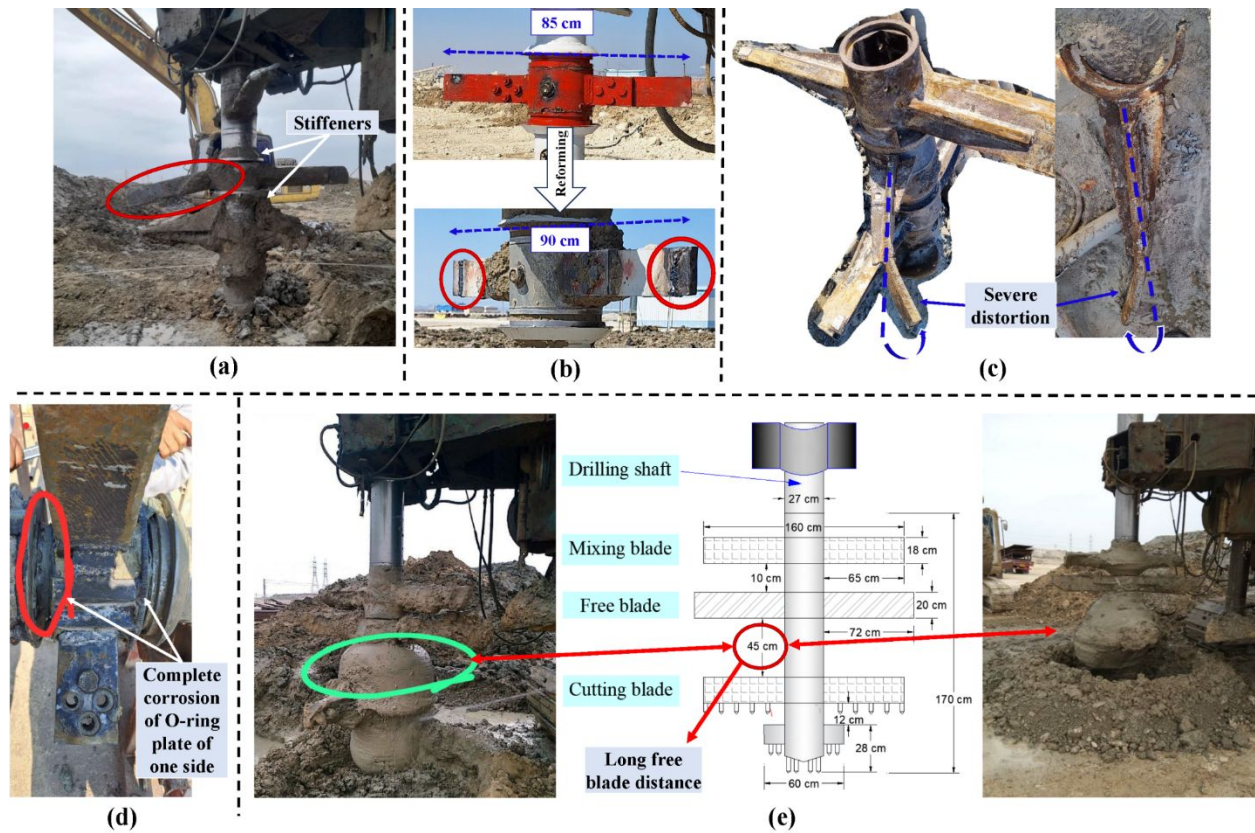 Stiffeners
(a)
85 cm
Reforming
90 cm
(b)
Severe
distortion
(c)
Complete
corrosion
of O-ring
plate of
one side
(d)
Drilling shaft
27 cm
160 cm
Mixing blade
18 cm
10 cm
65 cm
Free blade
20 cm
72 cm
45 cm
Cutting blade
170 cm
12 cm
28 cm
Long free
blade distance
60 cm
(e)